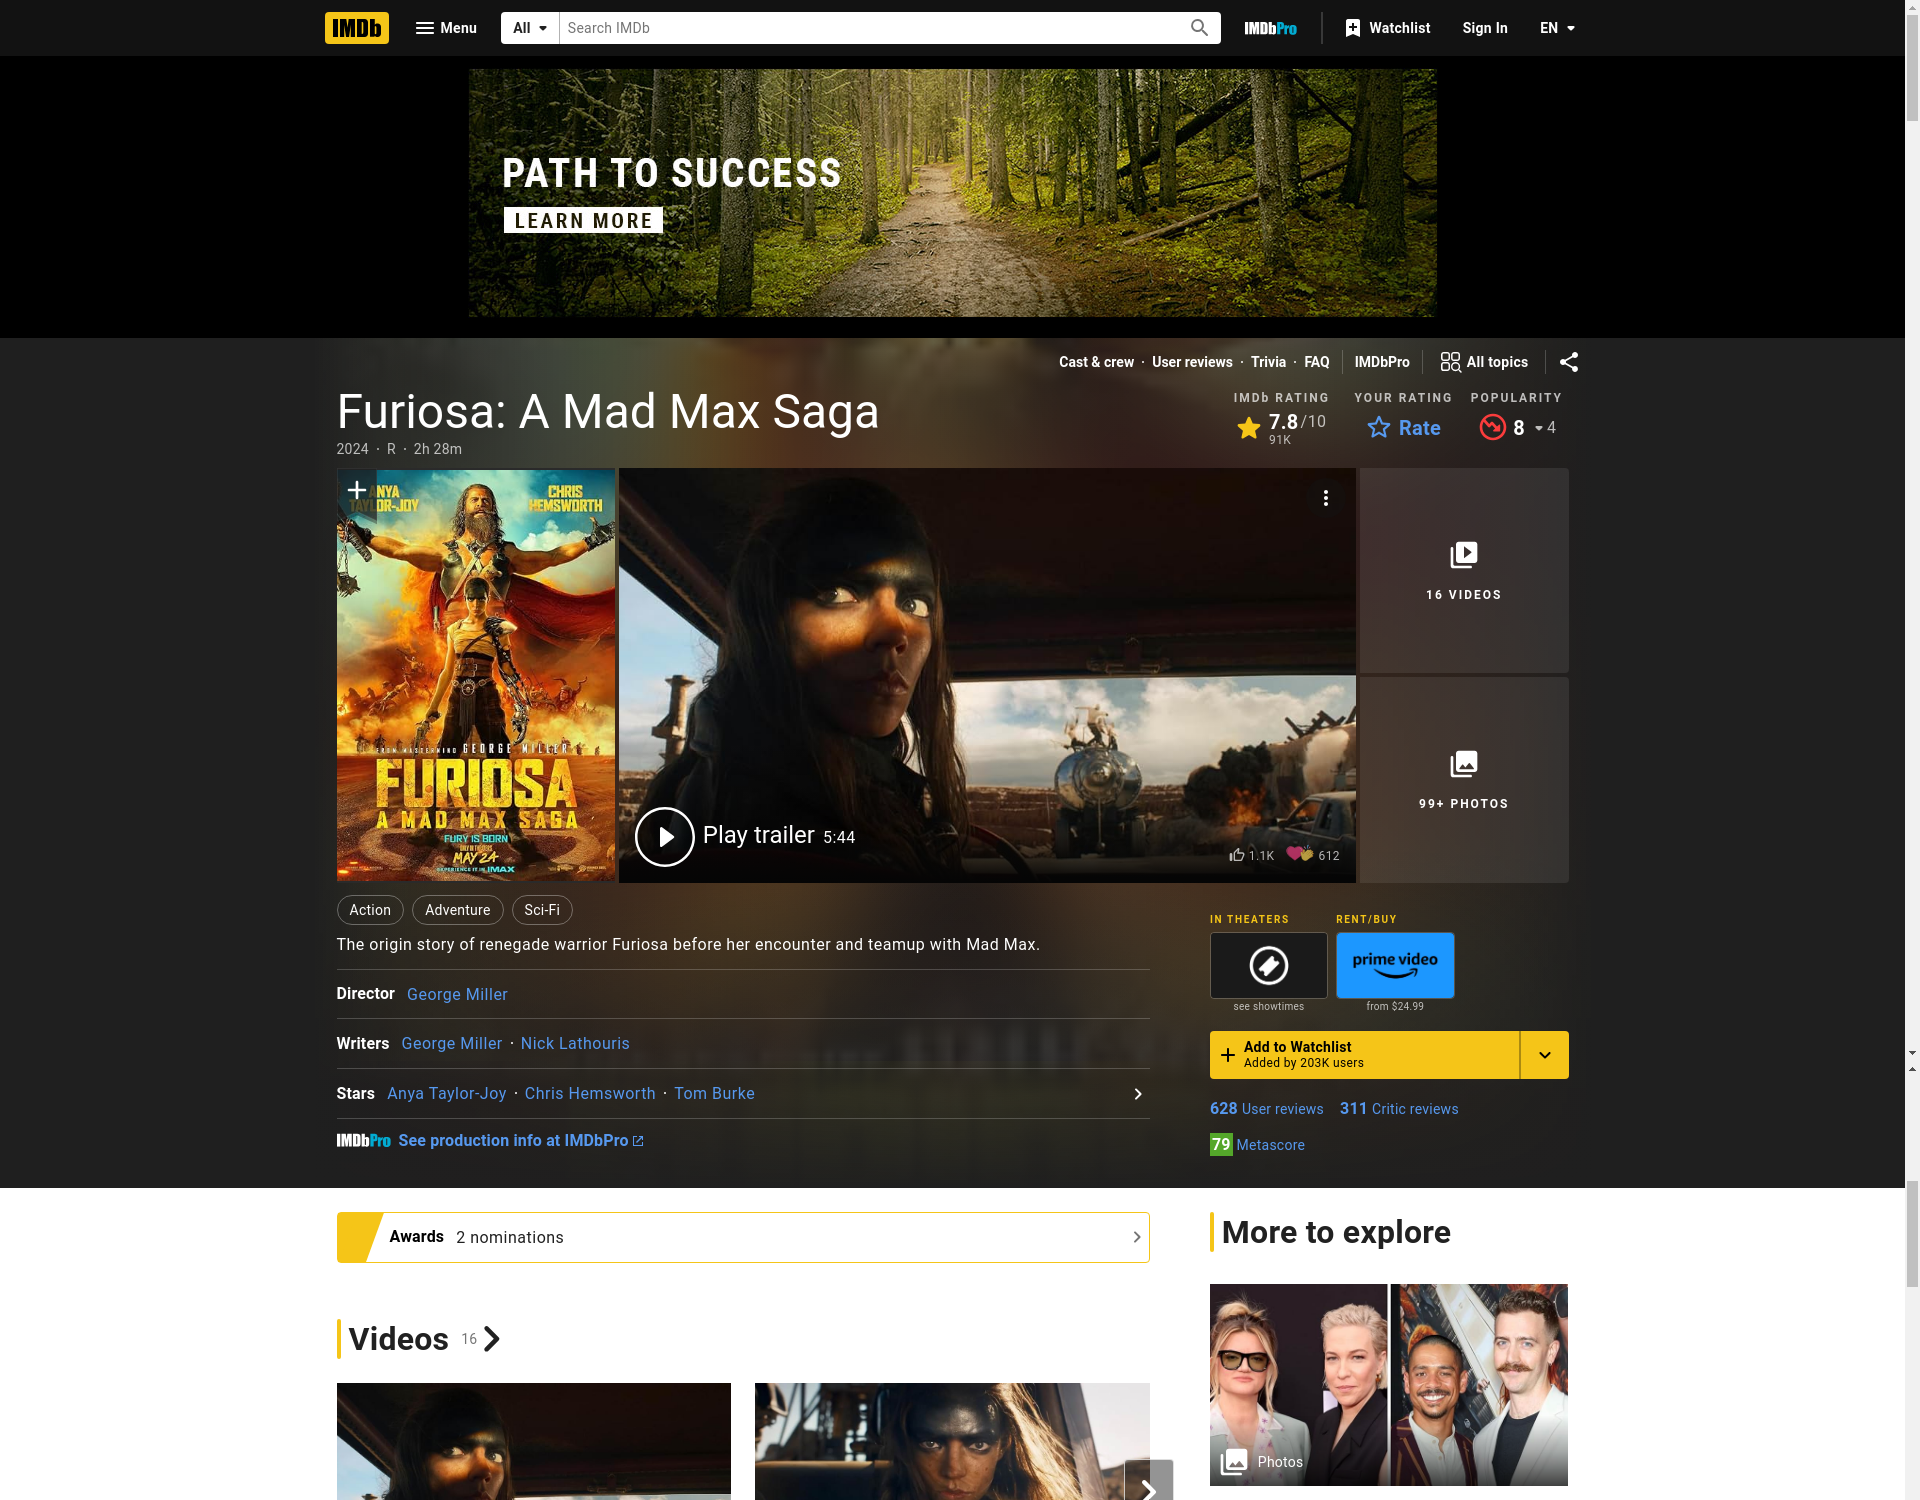 IMDb
Menu
All
Search IMDb
IMDbPro
Watchlist
Sign In
EN
PATH TO SUCCESS
LEARN MORE
Cast & crew · User reviews · Trivia · FAQ
IMDbPro
All topics
Furiosa: A Mad Max Saga
2024 · R · 2h 28m
IMDb RATING
7.8/10
91K
YOUR RATING
Rate
POPULARITY
8
4
ANYA
TAYLOR-JOY
CHRIS
HEMSWORTH
FROM MASTERMIND GEORGE MILLER
FURIOSA
A MAD MAX SAGA
FURY IS BORN
ONLY IN THEATERS
MAY 24
EXPERIENCE IT IN IMAX
Play trailer 5:44
1.1K
612
16 VIDEOS
99+ PHOTOS
Action
Adventure
Sci-Fi
The origin story of renegade warrior Furiosa before her encounter and teamup with Mad Max.
Director George Miller
Writers George Miller · Nick Lathouris
Stars Anya Taylor-Joy · Chris Hemsworth · Tom Burke
IMDbPro See production info at IMDbPro
IN THEATERS
see showtimes
RENT/BUY
prime video
from $24.99
Add to Watchlist
Added by 203K users
628 User reviews
311 Critic reviews
79 Metascore
Awards 2 nominations
Videos 16
More to explore
Photos